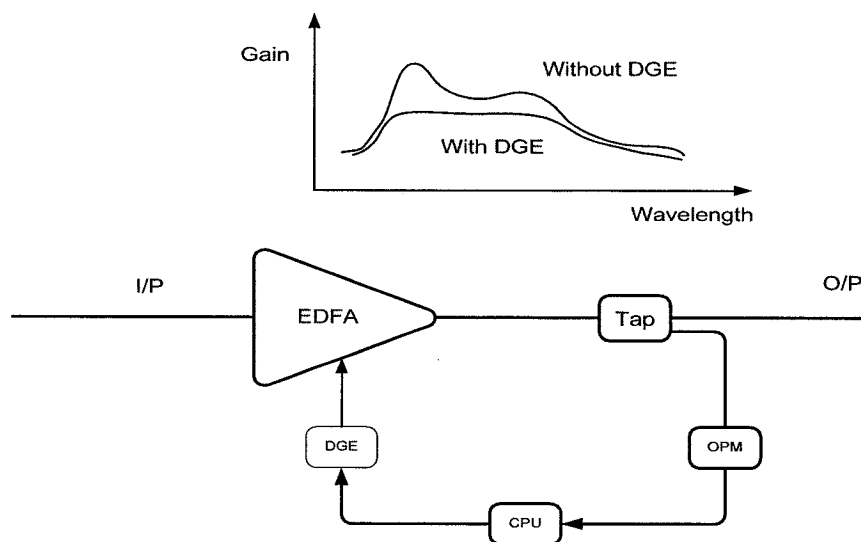 Gain
Without DGE
With DGE
Wavelength
I/P
O/P
EDFA
Tap
DGE
OPM
CPU